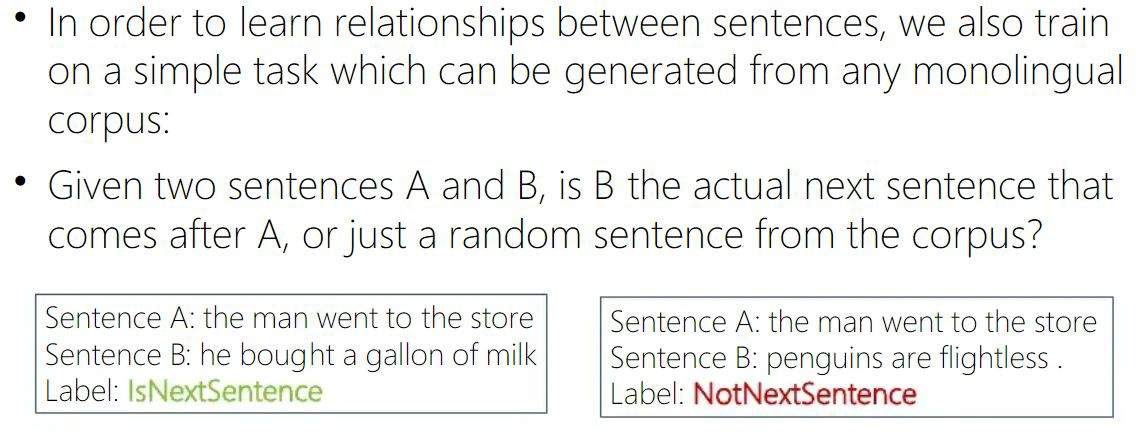 • In order to learn relationships between sentences, we also train
on a simple task which can be generated from any monolingual
corpus:
• Given two sentences A and B, is B the actual next sentence that
comes after A, or just a random sentence from the corpus?
Sentence A: the man went to the store
Sentence B: he bought a gallon of milk
Label: IsNextSentence
Sentence A: the man went to the store
Sentence B: penguins are flightless .
Label: NotNextSentence